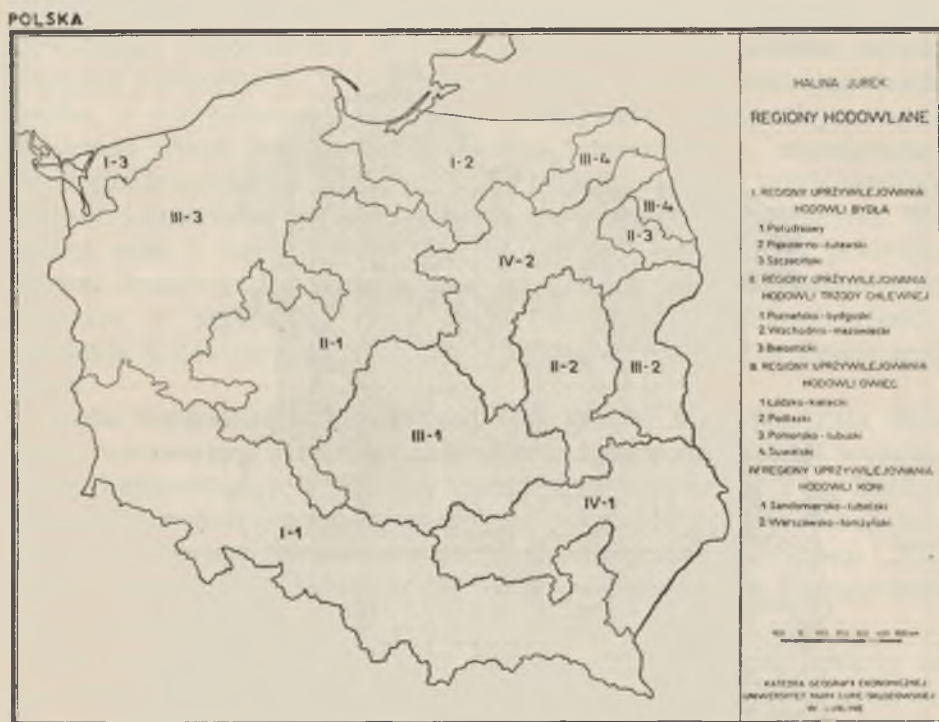 POLSKA
HALINA JUREK
REGIONY HODOWLANE
I. REGIONY UPRZYWILEJOWANIA
HODOWLI BYDŁA
1 Południowy
2 Pojezierno-żuławski
3 Szczeciński
II. REGIONY UPRZYWILEJOWANIA
HODOWLI TRZODY CHLEWNEJ
1 Poznańsko-bydgoski
2 Wschodnio-mazowiecki
3 Białostocki
III. REGIONY UPRZYWILEJOWANIA
HODOWLI OWIEC
1 Łódzko-kielecki
2 Podlaski
3 Pomorsko-lubuski
4 Suwalski
IV REGIONY UPRZYWILEJOWANIA
HODOWLI KONI
1 Sandomiersko-lubelski
2 Warszawsko-łomżyński
KATEDRA GEOGRAFII EKONOMICZNEJ
UNIWERSYTET MARII CURIE-SKŁODOWSKIEJ
W LUBLINIE
I-3
III-3
I-2
III-4
III-4
II-3
IV-2
II-1
II-2
III-2
III-1
IV-1
I-1